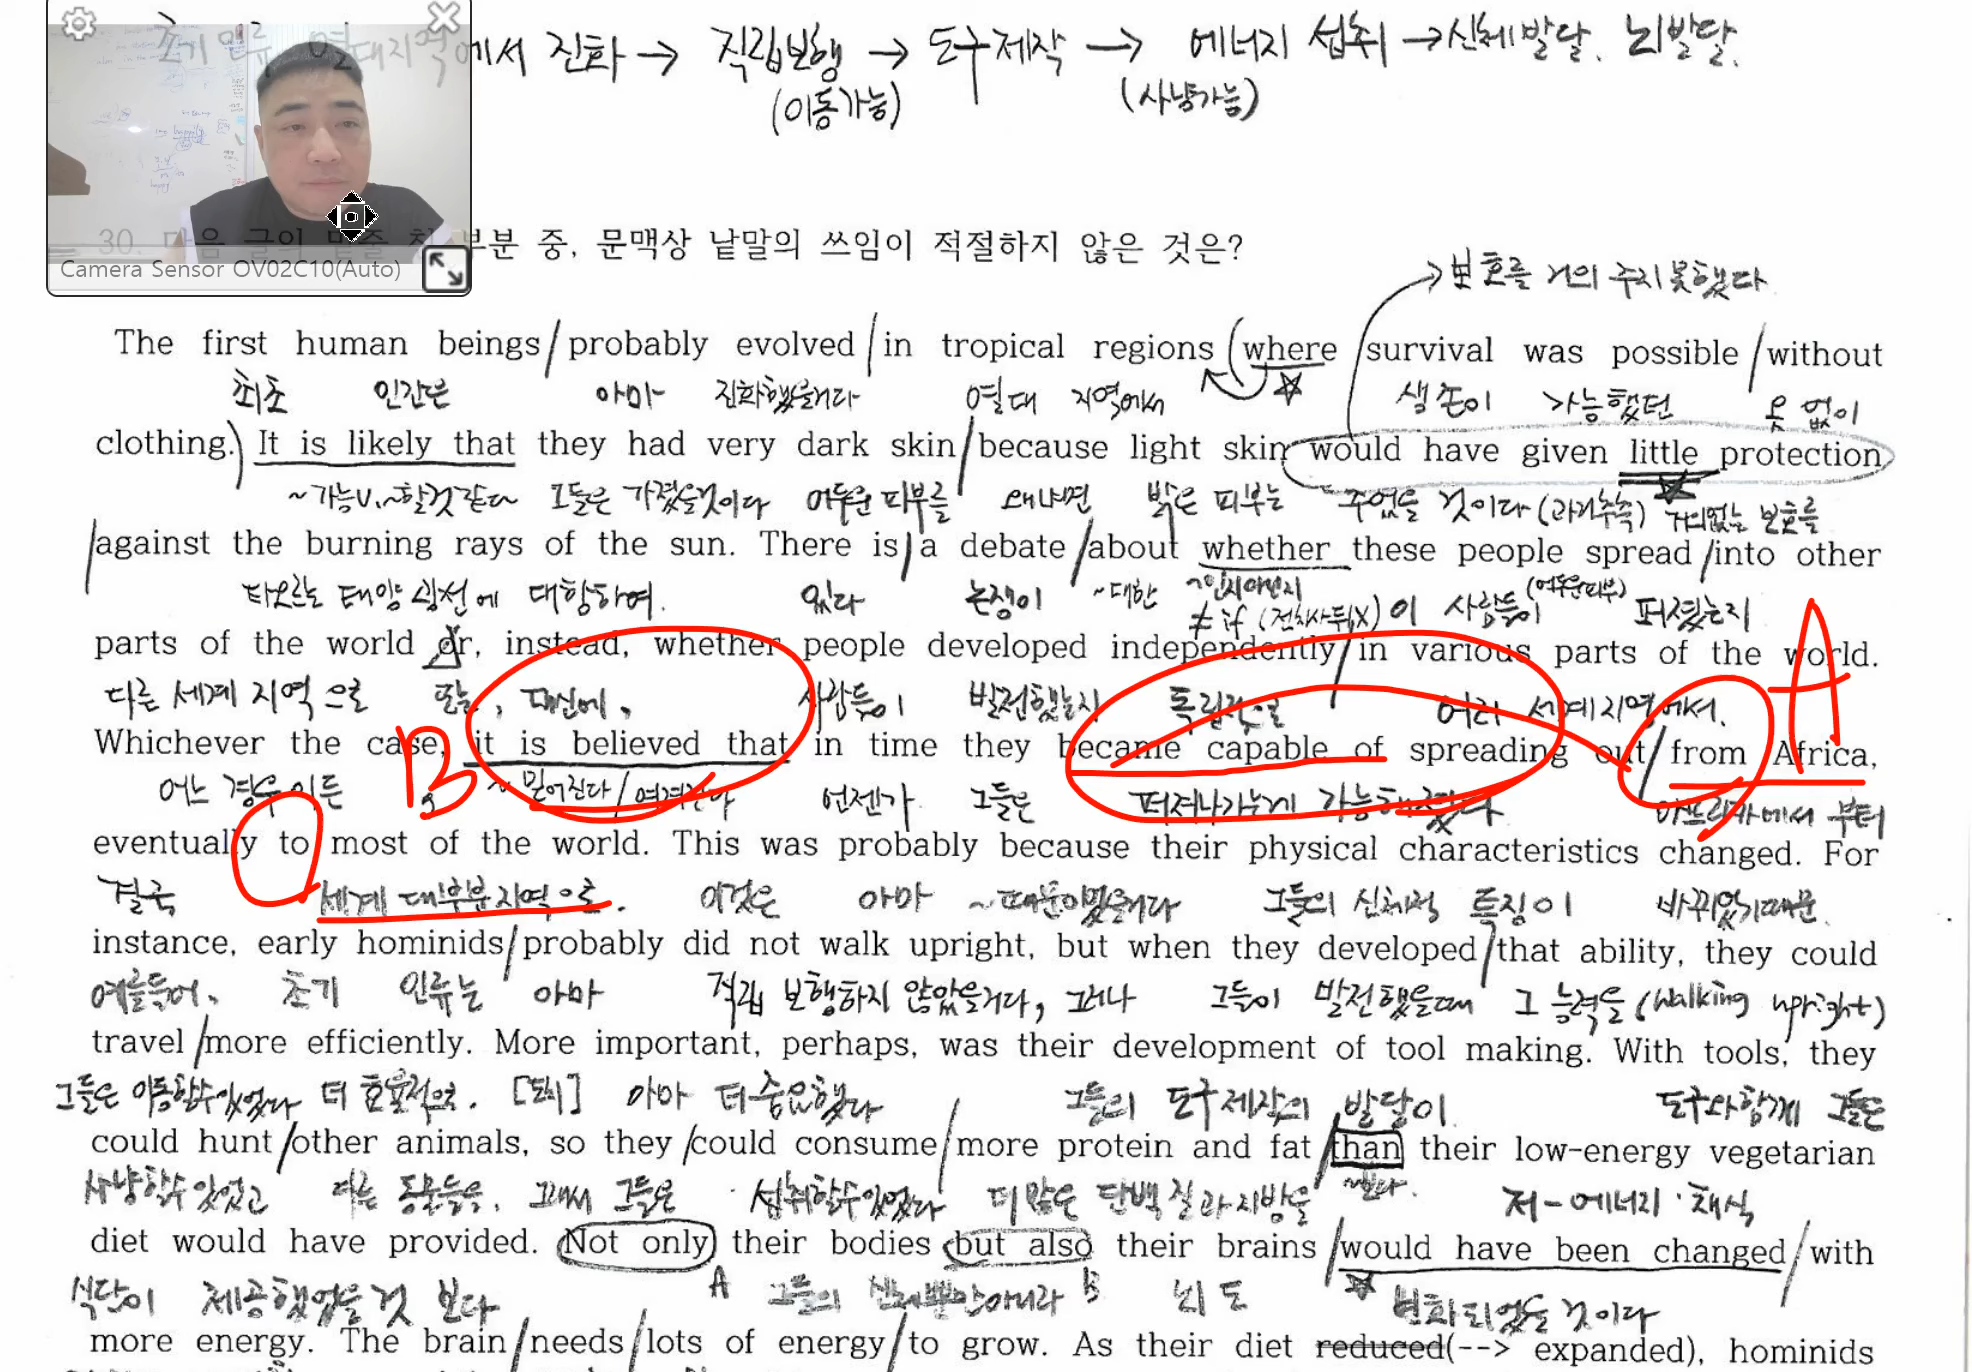 초기 인류 열대지역에서 진화 → 직립보행 → 도구제작 → 에너지 섭취 → 신체발달. 뇌발달.
(이동가능) (사냥가능)
Camera Sensor OV02C10(Auto)
30. 다음 글의 밑줄 친 부분 중, 문맥상 낱말의 쓰임이 적절하지 않은 것은?
→ 보호를 거의 주지못했다
The first human beings / probably evolved / in tropical regions (where / survival was possible / without
최초 인간은 아마 진화했을거다 열대 지역에서 생존이 가능했던 옷 없이
clothing.) It is likely that they had very dark skin / because light skin would have given little protection
~가능V. ~할것 같다 그들은 가졌을것이다 어두운 피부를 왜냐면 밝은 피부는 주었을 것이다 (과거추측) 거의없는 보호를
/ against the burning rays of the sun. There is / a debate / about whether these people spread / into other
타오르는 태양 광선에 대항하여. 있다 논쟁이 ~대한 ~인지아닌지 ≠ if (전치사뒤X) 이 사람들이 (어두운피부) 퍼졌는지
parts of the world or, instead, whether people developed independently / in various parts of the world.
다른 세계 지역으로 또는, 대신에, 사람들이 발전했는지 독립적으로 여러 세계지역에서. A
Whichever the case, it is believed that in time they became capable of spreading out / from Africa,
어느 경우이든 B 믿어진다 / 여겨진다 언젠가 그들은 퍼져나가는게 가능해졌다 아프리카에서 부터
eventually to most of the world. This was probably because their physical characteristics changed. For
결국 세계 대부분지역으로. 이것은 아마 ~때문이었을거다 그들의 신체적 특징이 바뀌었기때문.
instance, early hominids / probably did not walk upright, but when they developed / that ability, they could
예를들어, 초기 인류는 아마 직립 보행하지 않았을거다, 그러나 그들이 발전했을때 그 능력을 (walking upright)
travel / more efficiently. More important, perhaps, was their development of tool making. With tools, they
그들은 이동할수있었다 더 효율적으로. [도치] 아마 더중요했다 그들의 도구제작의 발달이. 도구와함께 그들은
could hunt / other animals, so they / could consume / more protein and fat / than their low-energy vegetarian
사냥할수있었고 다른 동물들을, 그래서 그들은 섭취할수있었다 더 많은 단백질과지방을 ~보다. 저-에너지 채식
diet would have provided. Not only their bodies but also their brains / would have been changed / with
식단이 제공했었을 것 보다 A 그들의 신체뿐만아니라 B 뇌도 변화되었을 것이다
more energy. The brain / needs / lots of energy / to grow. As their diet reduced(--> expanded), hominids